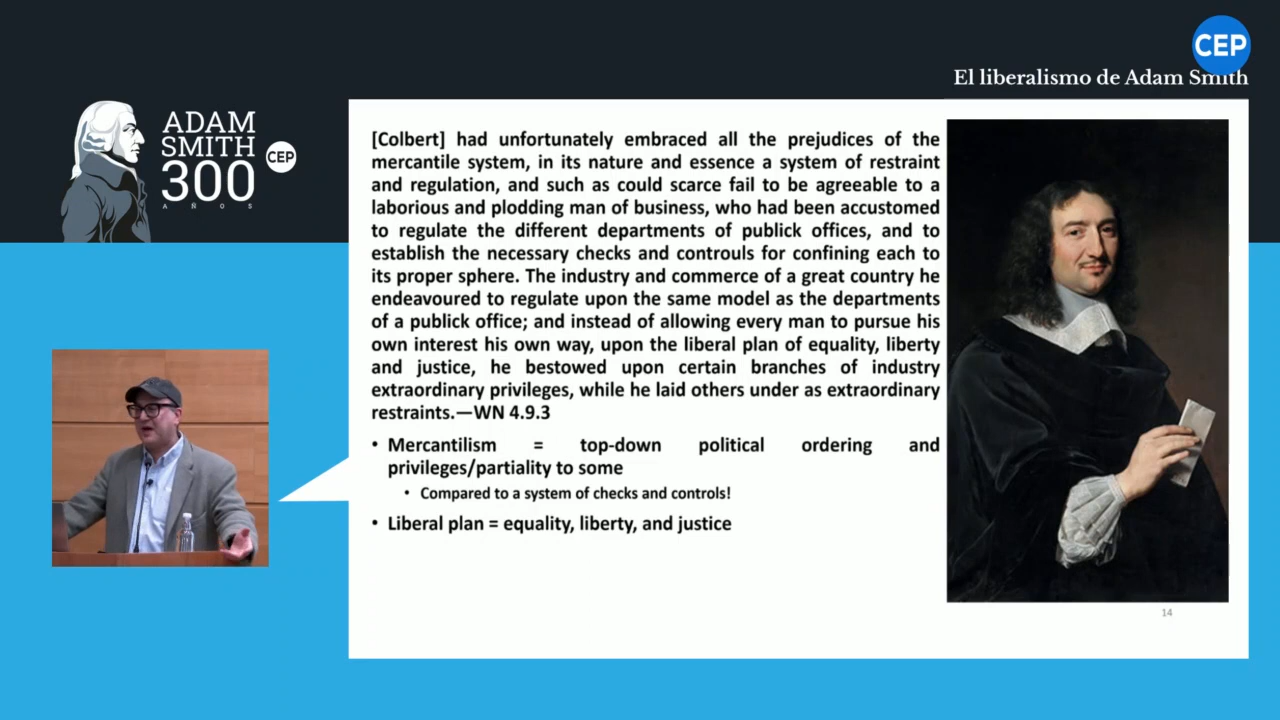 CEP
El liberalismo de Adam Smith
ADAM
SMITH
300
AÑOS
CEP
[Colbert] had unfortunately embraced all the prejudices of the
mercantile system, in its nature and essence a system of restraint
and regulation, and such as could scarce fail to be agreeable to a
laborious and plodding man of business, who had been accustomed
to regulate the different departments of publick offices, and to
establish the necessary checks and controuls for confining each to
its proper sphere. The industry and commerce of a great country he
endeavoured to regulate upon the same model as the departments
of a publick office; and instead of allowing every man to pursue his
own interest his own way, upon the liberal plan of equality, liberty
and justice, he bestowed upon certain branches of industry
extraordinary privileges, while he laid others under as extraordinary
restraints.—WN 4.9.3
• Mercantilism = top-down political ordering and
privileges/partiality to some
• Compared to a system of checks and controls!
• Liberal plan = equality, liberty, and justice
14